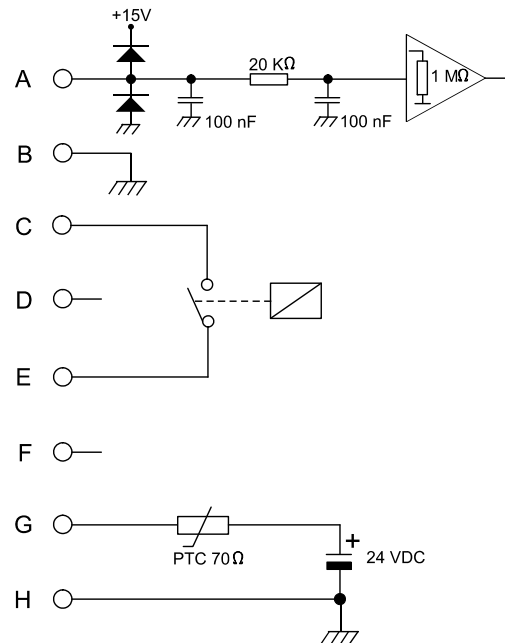 +15V
A
20 KΩ
1 MΩ
100 nF
100 nF
B
C
D
E
F
G
+
PTC 70Ω
24 VDC
H